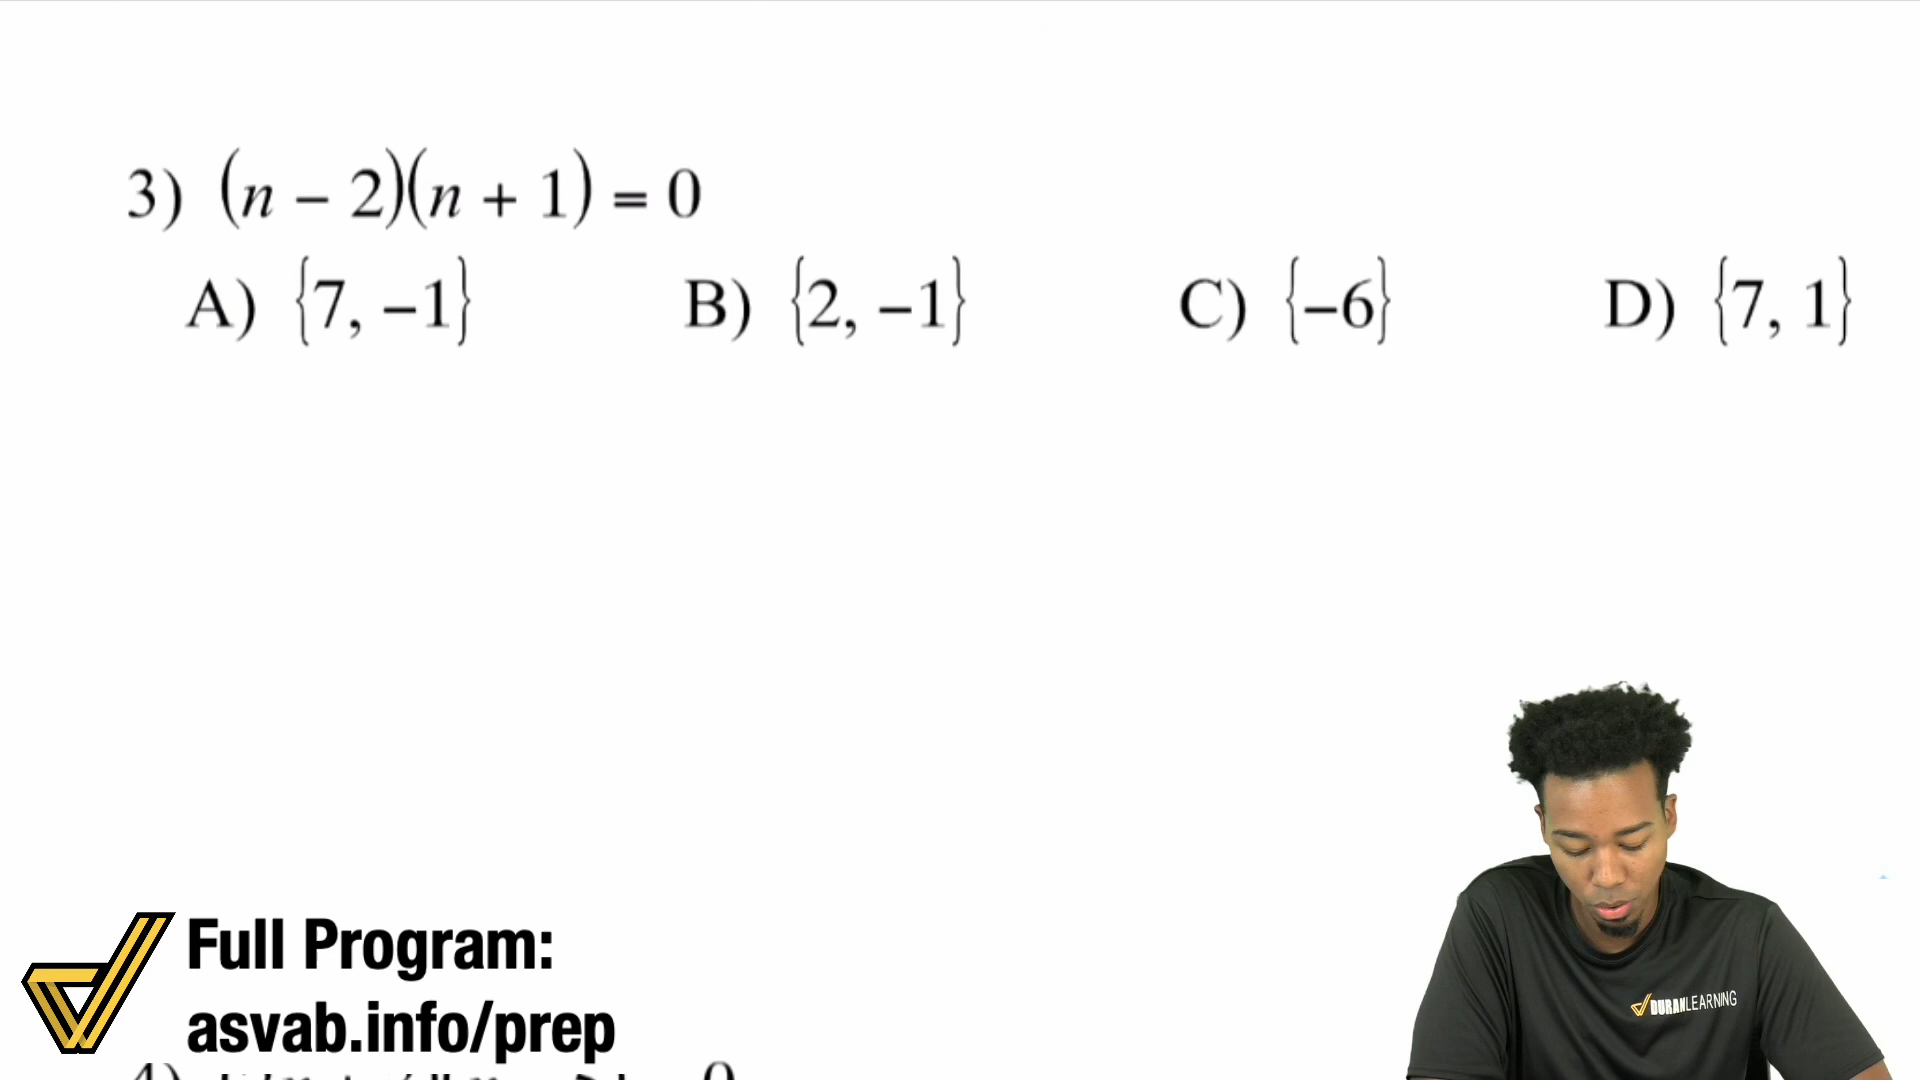 3) (n − 2)(n + 1) = 0
A) {7, −1} B) {2, −1} C) {−6} D) {7, 1}
DURANLEARNING
Full Program:
asvab.info/prep